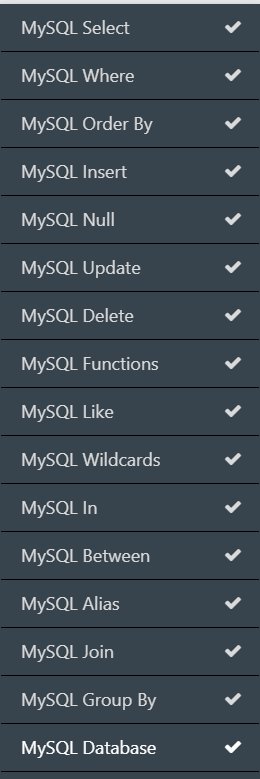 MySQL Select
MySQL Where
MySQL Order By
MySQL Insert
MySQL Null
MySQL Update
MySQL Delete
MySQL Functions
MySQL Like
MySQL Wildcards
MySQL In
MySQL Between
MySQL Alias
MySQL Join
MySQL Group By
MySQL Database